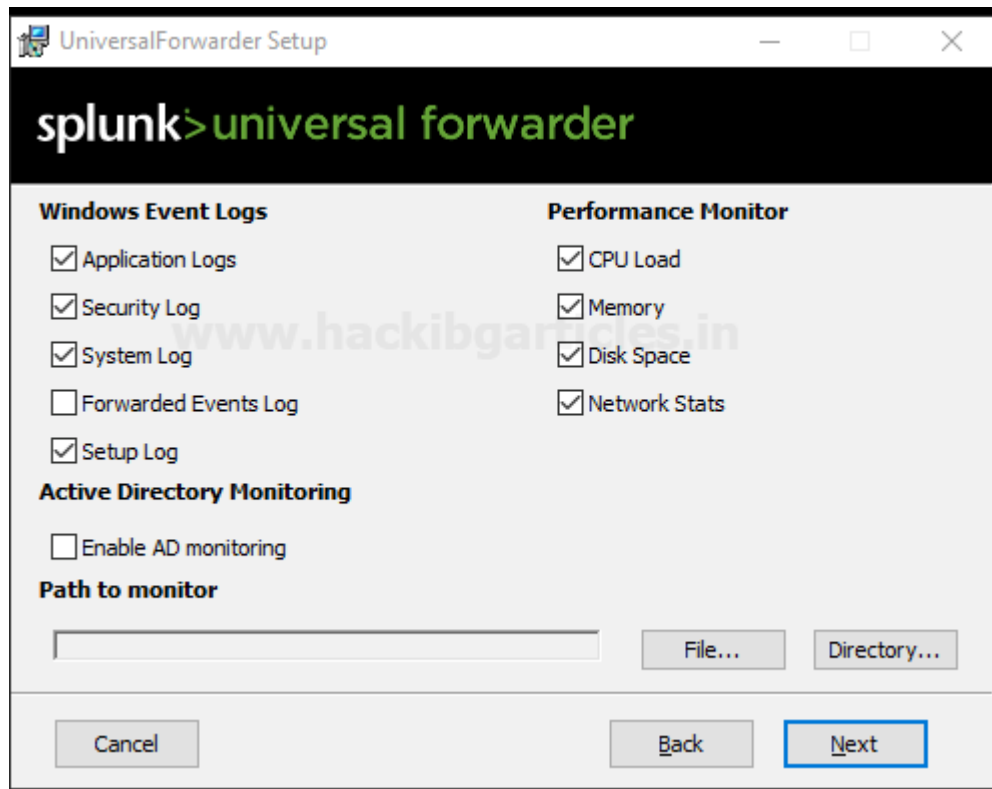 UniversalForwarder Setup
splunk>universal forwarder
Windows Event Logs
Application Logs
Security Log
System Log
Forwarded Events Log
Setup Log
Performance Monitor
CPU Load
Memory
Disk Space
Network Stats
www.hackibgarticles.in
Active Directory Monitoring
Enable AD monitoring
Path to monitor
File...
Directory...
Cancel
Back
Next